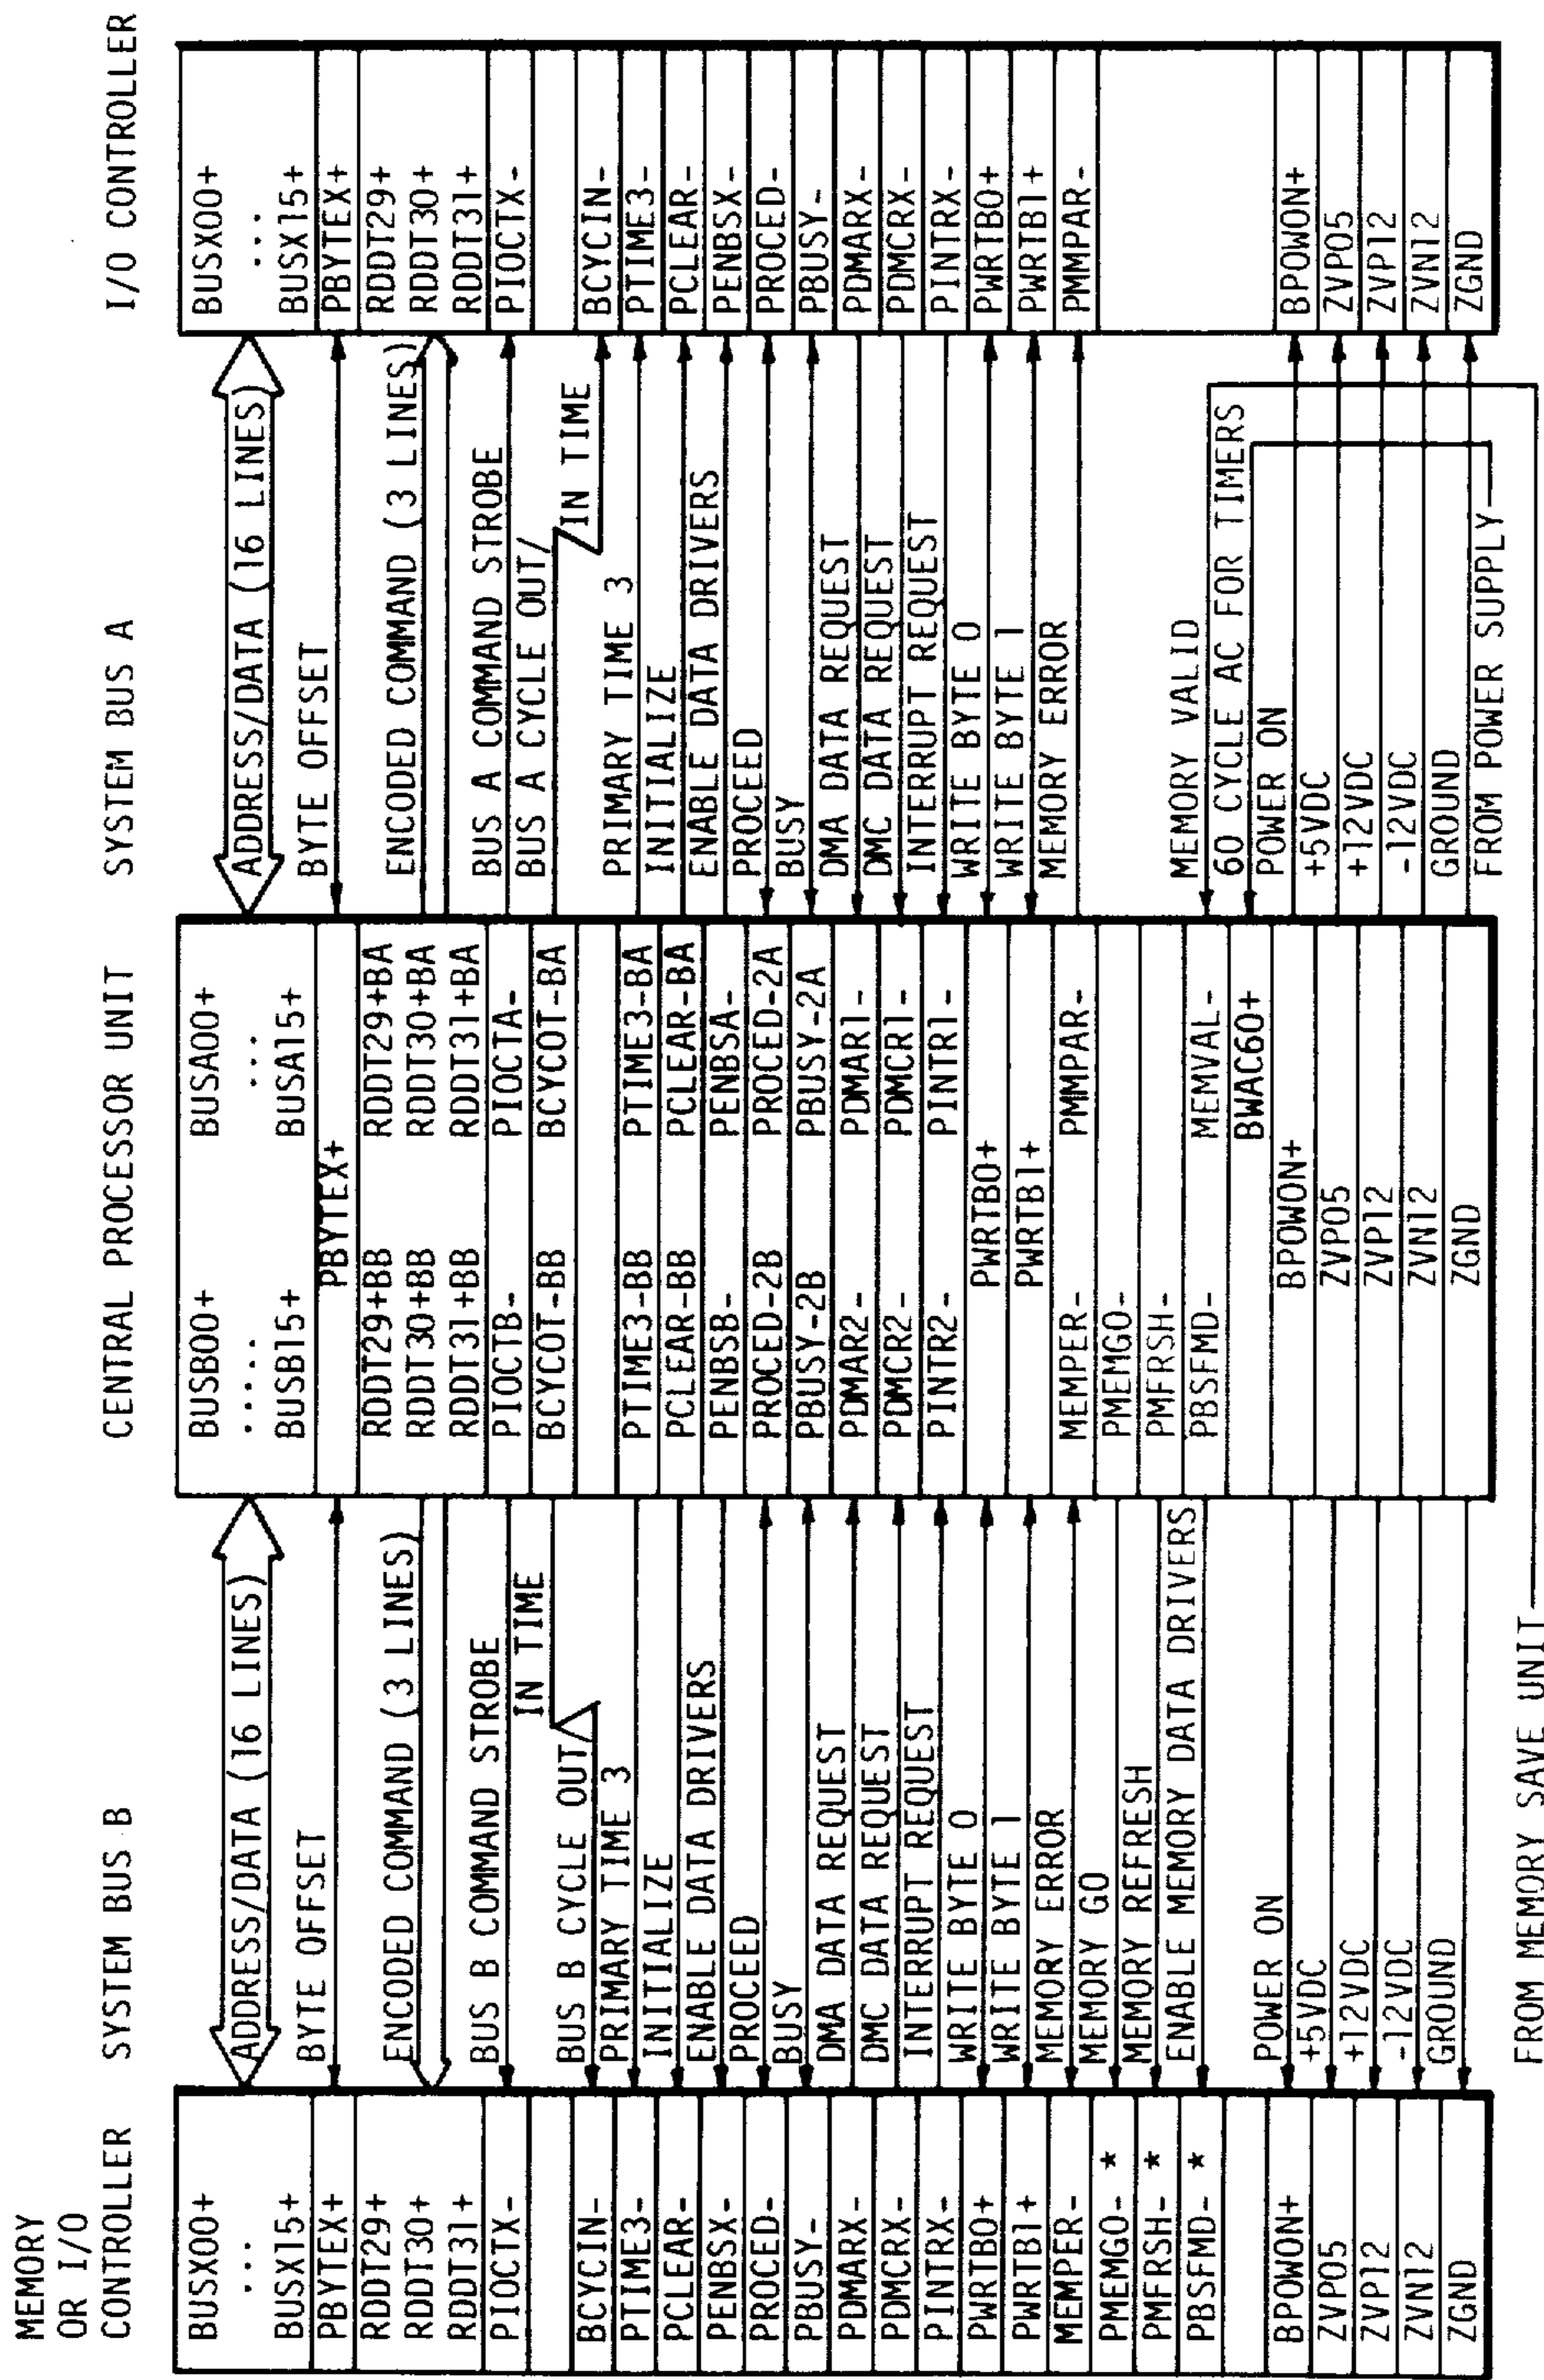 MEMORY
OR I/O
CONTROLLER
SYSTEM BUS B
CENTRAL PROCESSOR UNIT
SYSTEM BUS A
I/O CONTROLLER
BUSX00+
...
BUSX15+
PBYTEX+
RDDT29+
RDDT30+
RDDT31+
PIOCTX-
BCYCIN-
PTIME3-
PCLEAR-
PENBSX-
PROCED-
PBUSY-
PDMARX-
PDMCRX-
PINTRX-
PWRTB0+
PWRTB1+
MEMPER-
PMEMGO- *
PMFRSH- *
PBSFMD- *
BPOWON+
ZVP05
ZVP12
ZVN12
ZGND
ADDRESS/DATA (16 LINES)
BYTE OFFSET
ENCODED COMMAND (3 LINES)
BUS B COMMAND STROBE
IN TIME
BUS B CYCLE OUT/
PRIMARY TIME 3
INITIALIZE
ENABLE DATA DRIVERS
PROCEED
BUSY
DMA DATA REQUEST
DMC DATA REQUEST
INTERRUPT REQUEST
WRITE BYTE 0
WRITE BYTE 1
MEMORY ERROR
MEMORY GO
MEMORY REFRESH
ENABLE MEMORY DATA DRIVERS
POWER ON
+5VDC
+12VDC
-12VDC
GROUND
FROM MEMORY SAVE UNIT
BUSB00+ BUSA00+
.... ...
BUSB15+ BUSA15+
PBYTEX+
RDDT29+BB RDDT29+BA
RDDT30+BB RDDT30+BA
RDDT31+BB RDDT31+BA
PIOCTB- PIOCTA-
BCYCOT-BB BCYCOT-BA
PTIME3-BB PTIME3-BA
PCLEAR-BB PCLEAR-BA
PENBSB- PENBSA-
PROCED-2B PROCED-2A
PBUSY-2B PBUSY-2A
PDMAR2- PDMAR1-
PDMCR2- PDMCR1-
PINTR2- PINTR1-
PWRTB0+
PWRTB1+
MEMPER- PMMPAR-
PMEMGO-
PMFRSH-
PBSFMD- MEMVAL-
BWAC60+
BPOWON+
ZVP05
ZVP12
ZVN12
ZGND
ADDRESS/DATA (16 LINES)
BYTE OFFSET
ENCODED COMMAND (3 LINES)
BUS A COMMAND STROBE
BUS A CYCLE OUT/
IN TIME
PRIMARY TIME 3
INITIALIZE
ENABLE DATA DRIVERS
PROCEED
BUSY
DMA DATA REQUEST
DMC DATA REQUEST
INTERRUPT REQUEST
WRITE BYTE 0
WRITE BYTE 1
MEMORY ERROR
MEMORY VALID
60 CYCLE AC FOR TIMERS
POWER ON
+5VDC
+12VDC
-12VDC
GROUND
FROM POWER SUPPLY
BUSX00+
...
BUSX15+
PBYTEX+
RDDT29+
RDDT30+
RDDT31+
PIOCTX-
BCYCIN-
PTIME3-
PCLEAR-
PENBSX-
PROCED-
PBUSY-
PDMARX-
PDMCRX-
PINTRX-
PWRTB0+
PWRTB1+
PMMPAR-
BPOWON+
ZVP05
ZVP12
ZVN12
ZGND